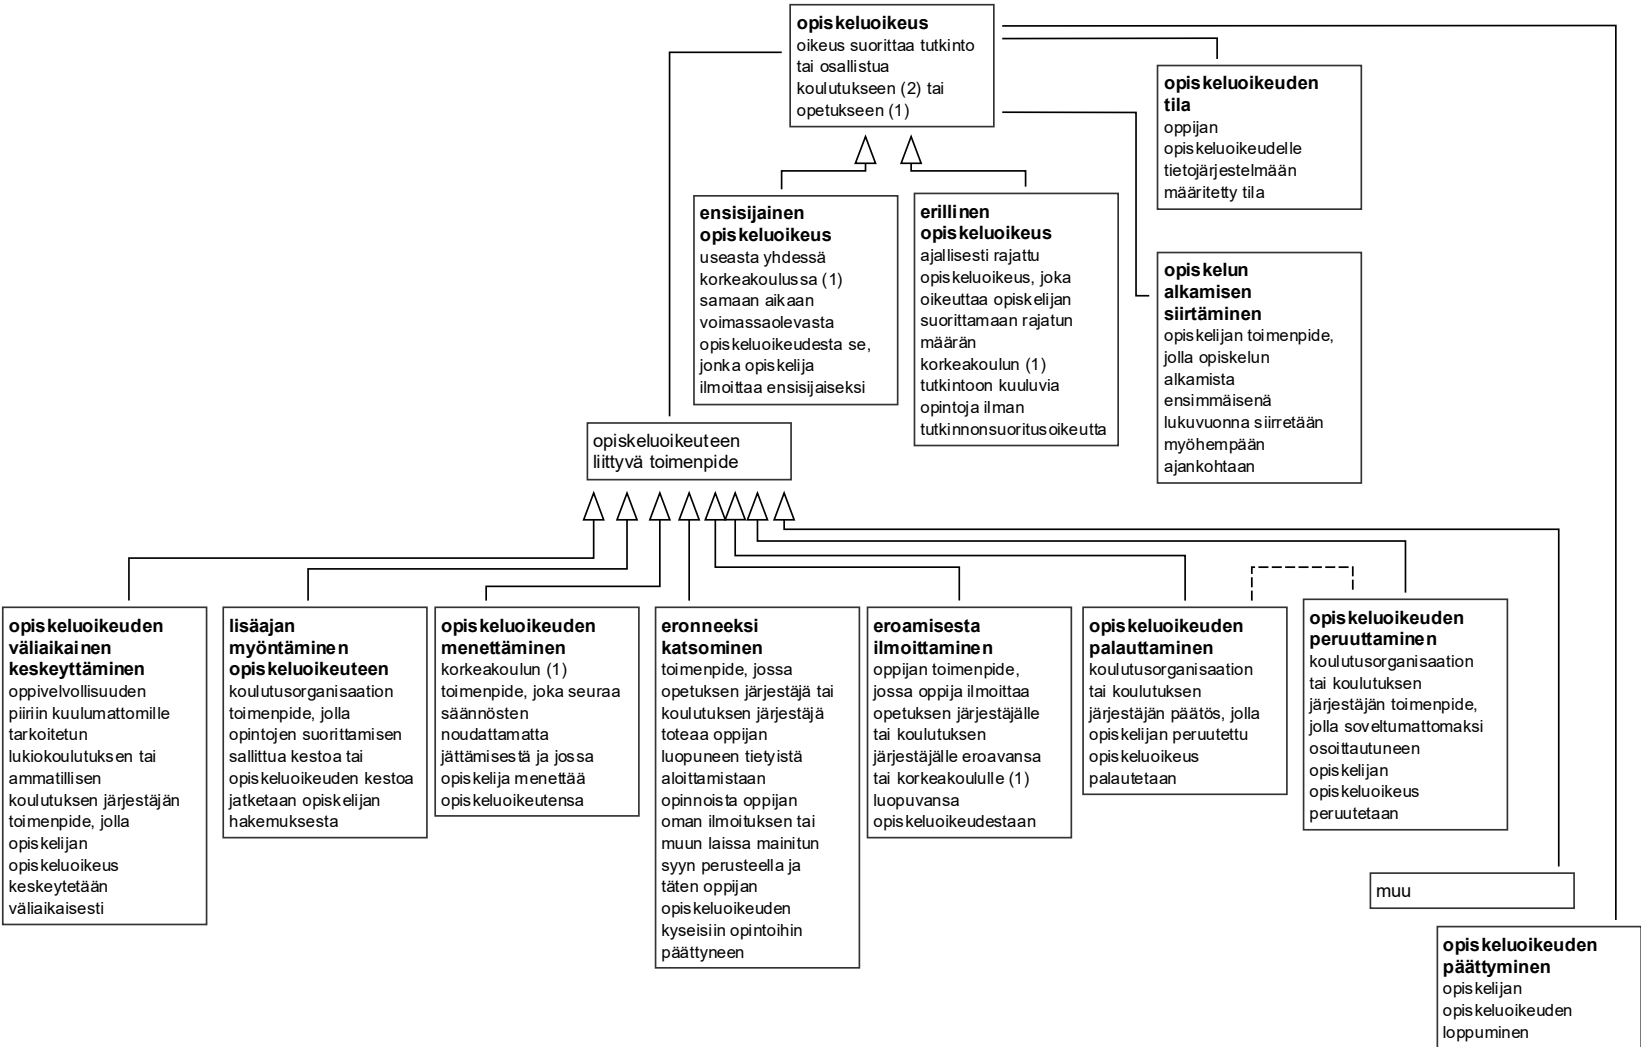 opiskeluoikeus
oikeus suorittaa tutkinto
tai osallistua
koulutukseen (2) tai
opetukseen (1)
opiskeluoikeuden
tila
oppijan
opiskeluoikeudelle
tietojärjestelmään
määritetty tila
ensisijainen
opiskeluoikeus
useasta yhdessä
korkeakoulussa (1)
samaan aikaan
voimassaolevasta
opiskeluoikeudesta se,
jonka opiskelija
ilmoittaa ensisijaiseksi
erillinen
opiskeluoikeus
ajallisesti rajattu
opiskeluoikeus, joka
oikeuttaa opiskelijan
suorittamaan rajatun
määrän
korkeakoulun (1)
tutkintoon kuuluvia
opintoja ilman
tutkinnonsuoritusoikeutta
opiskelun
alkamisen
siirtäminen
opiskelijan toimenpide,
jolla opiskelun
alkamista
ensimmäisenä
lukuvuonna siirretään
myöhempään
ajankohtaan
opiskeluoikeuteen
liittyvä toimenpide
opiskeluoikeuden
väliaikainen
keskeyttäminen
oppivelvollisuuden
piiriin kuulumattomille
tarkoitetun
lukiokoulutuksen tai
ammatillisen
koulutuksen järjestäjän
toimenpide, jolla
opiskelijan
opiskeluoikeus
keskeytetään
väliaikaisesti
lisäajan
myöntäminen
opiskeluoikeuteen
koulutusorganisaation
toimenpide, jolla
opintojen suorittamisen
sallittua kestoa tai
opiskeluoikeuden kestoa
jatketaan opiskelijan
hakemuksesta
opiskeluoikeuden
menettäminen
korkeakoulun (1)
toimenpide, joka seuraa
säännösten
noudattamatta
jättämisestä ja jossa
opiskelija menettää
opiskeluoikeutensa
eronneeksi
katsominen
toimenpide, jossa
opetuksen järjestäjä tai
koulutuksen järjestäjä
toteaa oppijan
luopuneen tietyistä
aloittamistaan
opinnoista oppijan
oman ilmoituksen tai
muun laissa mainitun
syyn perusteella ja
täten oppijan
opiskeluoikeuden
kyseisiin opintoihin
päättyneen
eroamisesta
ilmoittaminen
oppijan toimenpide,
jossa oppija ilmoittaa
opetuksen järjestäjälle
tai koulutuksen
järjestäjälle eroavansa
tai korkeakoululle (1)
luopuvansa
opiskeluoikeudestaan
opiskeluoikeuden
palauttaminen
koulutusorganisaation
tai koulutuksen
järjestäjän päätös, jolla
opiskelijan peruutettu
opiskeluoikeus
palautetaan
opiskeluoikeuden
peruuttaminen
koulutusorganisaation
tai koulutuksen
järjestäjän toimenpide,
jolla soveltumattomaksi
osoittautuneen
opiskelijan
opiskeluoikeus
peruutetaan
muu
opiskeluoikeuden
päättyminen
opiskelijan
opiskeluoikeuden
loppuminen